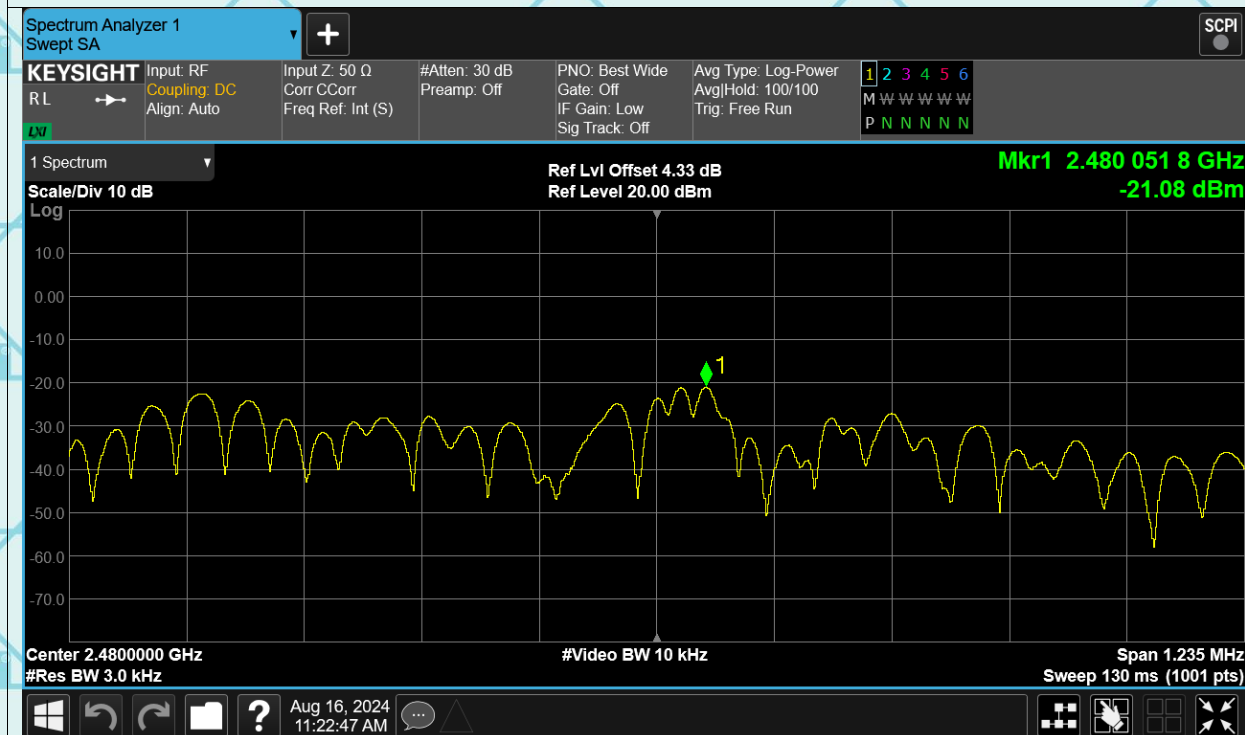 Spectrum Analyzer 1
Swept SA
+
SCPI
KEYSIGHT
RL
LXI
Input: RF
Coupling: DC
Align: Auto
Input Z: 50 Ω
Corr CCorr
Freq Ref: Int (S)
#Atten: 30 dB
Preamp: Off
PNO: Best Wide
Gate: Off
IF Gain: Low
Sig Track: Off
Avg Type: Log-Power
Avg|Hold: 100/100
Trig: Free Run
1 2 3 4 5 6
M W W W W W
P N N N N N
1 Spectrum
Scale/Div 10 dB
Log
Ref Lvl Offset 4.33 dB
Ref Level 20.00 dBm
Mkr1 2.480 051 8 GHz
-21.08 dBm
10.0
0.00
-10.0
-20.0
-30.0
-40.0
-50.0
-60.0
-70.0
1
Center 2.4800000 GHz
#Res BW 3.0 kHz
#Video BW 10 kHz
Span 1.235 MHz
Sweep 130 ms (1001 pts)
?
Aug 16, 2024
11:22:47 AM